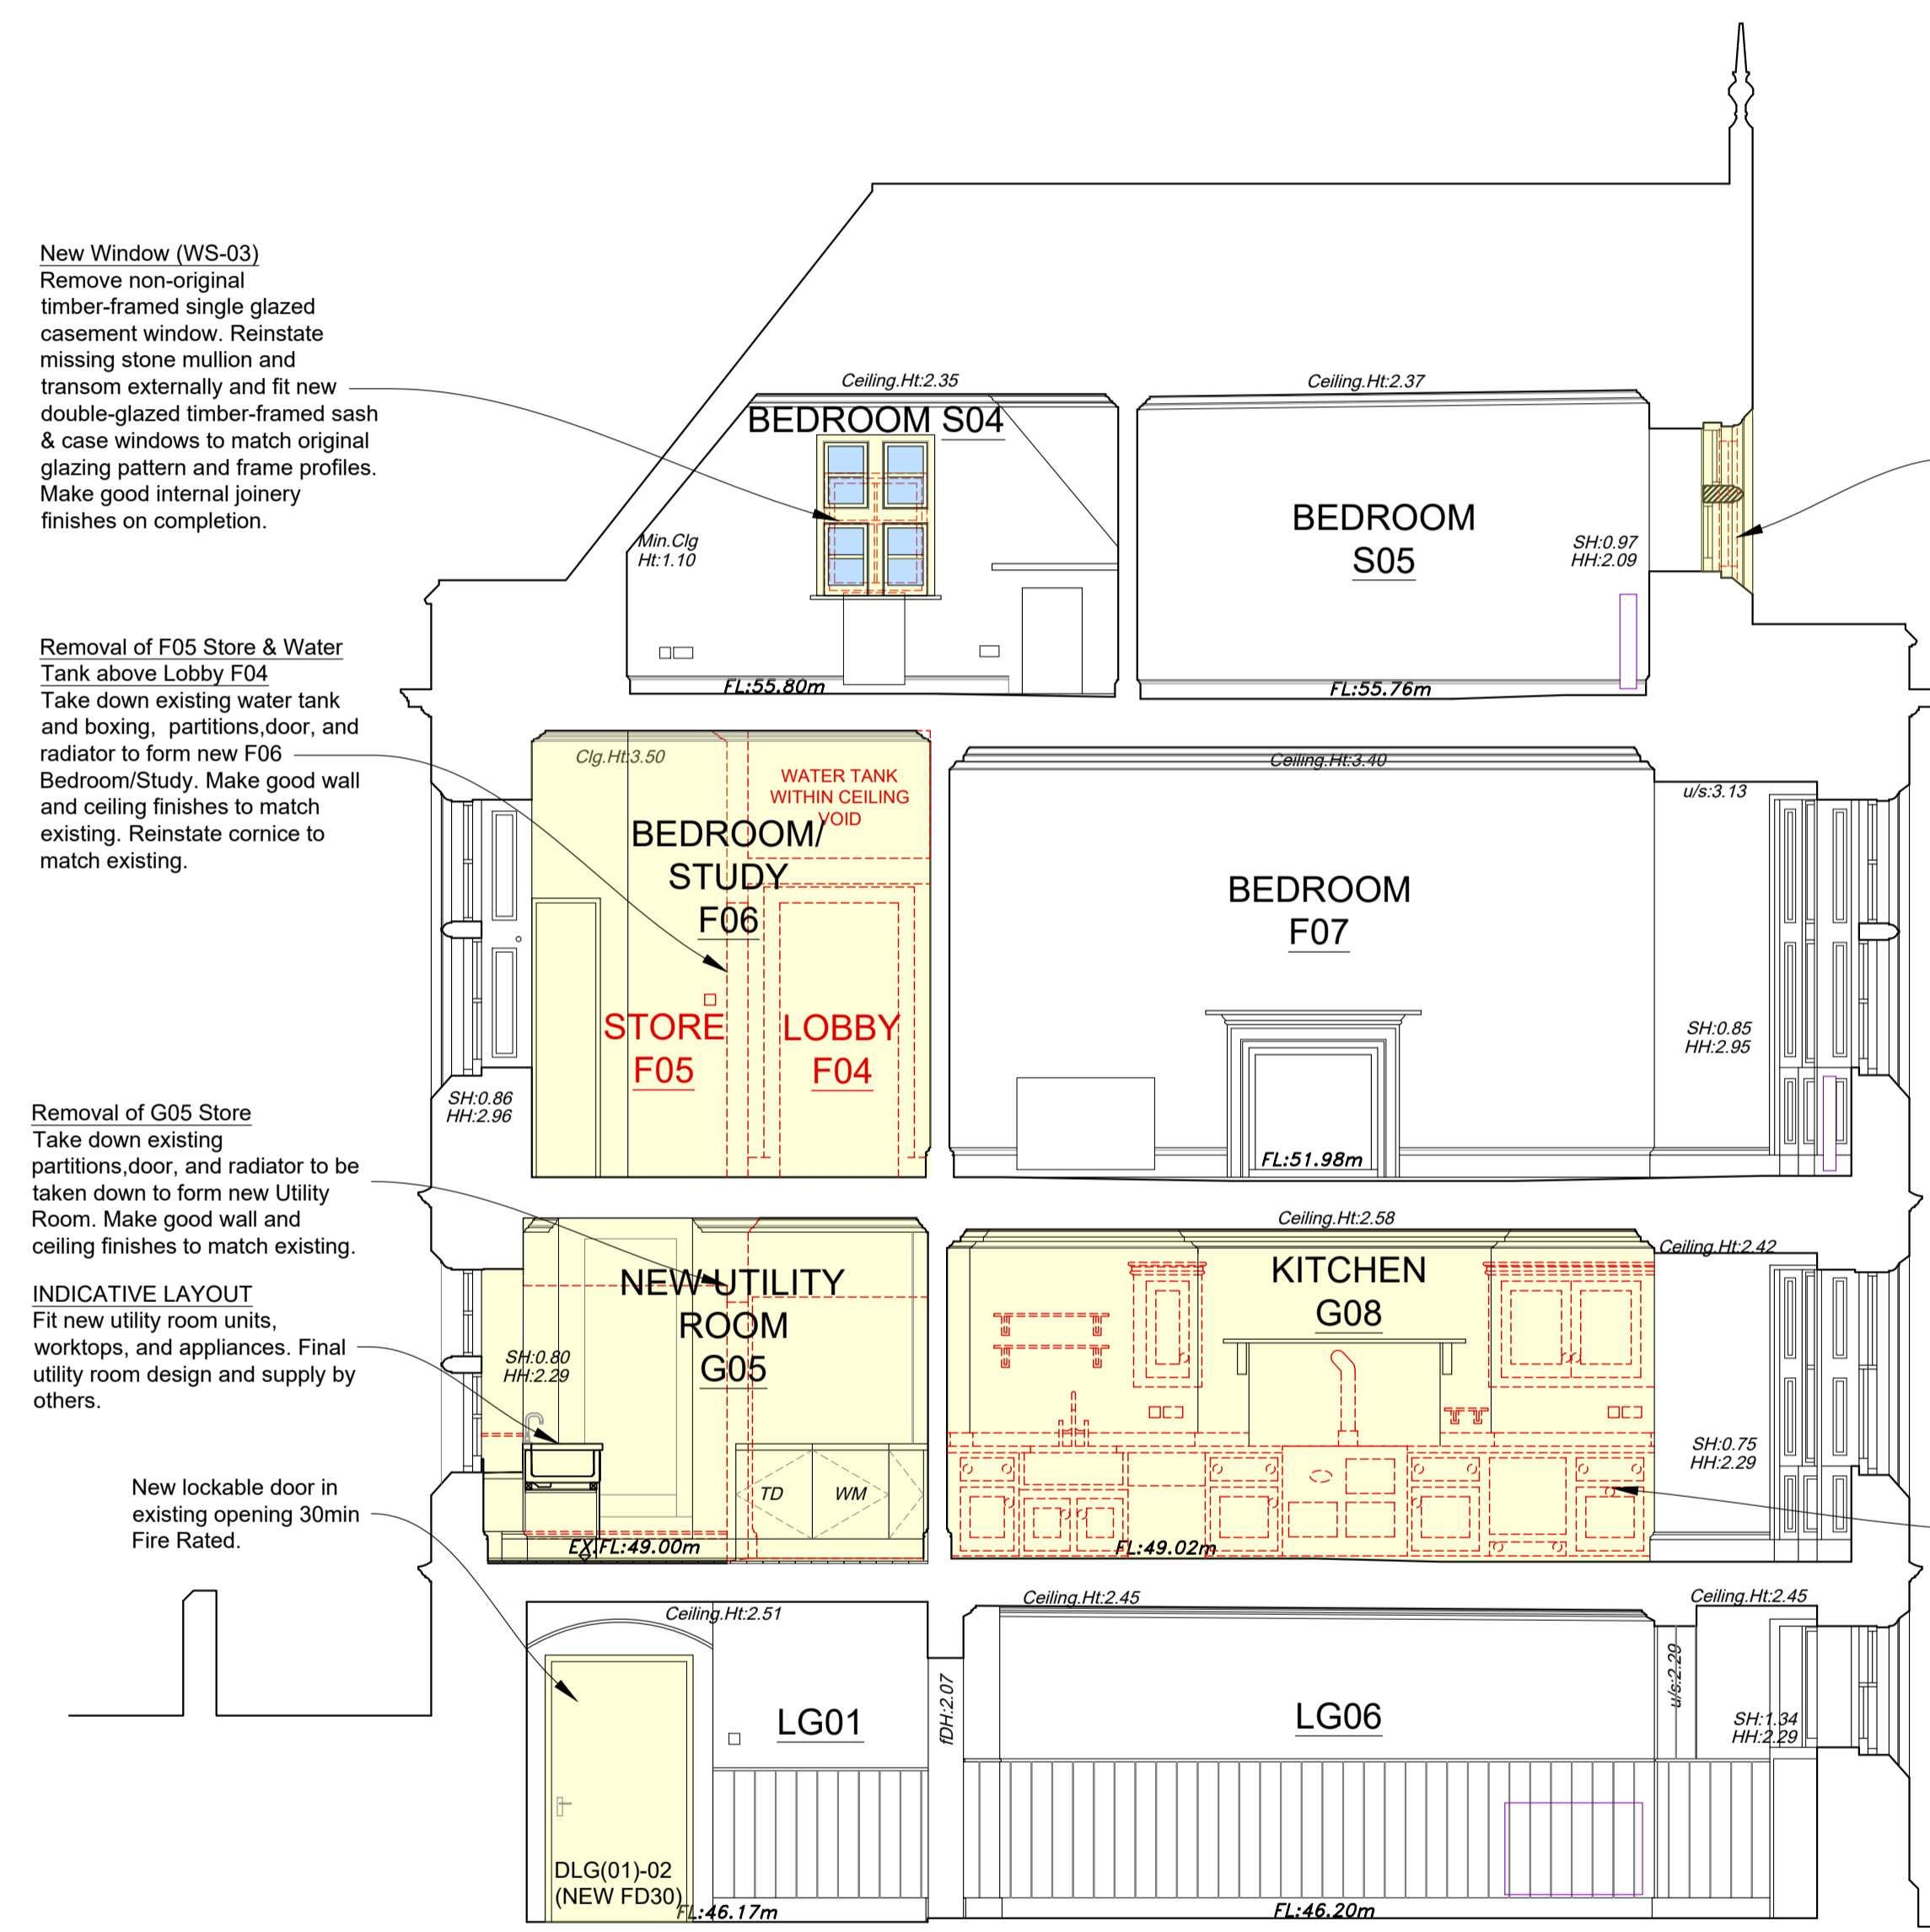 New Window (WS-03)
Remove non-original
timber-framed single glazed
casement window. Reinstate
missing stone mullion and
transom externally and fit new
double-glazed timber-framed sash
& case windows to match original
glazing pattern and frame profiles.
Make good internal joinery
finishes on completion.
Ceiling.Ht:2.35
BEDROOM S04
Min.Clg
Ht:1.10
FL:55.80m
Ceiling.Ht:2.37
BEDROOM
S05
SH:0.97
HH:2.09
FL:55.76m
Removal of F05 Store & Water
Tank above Lobby F04
Take down existing water tank
and boxing, partitions,door, and
radiator to form new F06
Bedroom/Study. Make good wall
and ceiling finishes to match
existing. Reinstate cornice to
match existing.
Clg.Ht:3.50
WATER TANK
WITHIN CEILING
VOID
BEDROOM/
STUDY
F06
STORE
F05
LOBBY
F04
SH:0.86
HH:2.96
Ceiling.Ht:3.40
u/s:3.13
BEDROOM
F07
SH:0.85
HH:2.95
FL:51.98m
Removal of G05 Store
Take down existing
partitions,door, and radiator to be
taken down to form new Utility
Room. Make good wall and
ceiling finishes to match existing.
INDICATIVE LAYOUT
Fit new utility room units,
worktops, and appliances. Final
utility room design and supply by
others.
NEW UTILITY
ROOM
G05
SH:0.80
HH:2.29
TD
WM
EX.FL:49.00m
Ceiling.Ht:2.58
KITCHEN
G08
Ceiling.Ht:2.42
SH:0.75
HH:2.29
FL:49.02m
New lockable door in
existing opening 30min
Fire Rated.
Ceiling.Ht:2.51
LG01
DLG(01)-02
(NEW FD30)
FL:46.17m
fDH:2.07
Ceiling.Ht:2.45
LG06
FL:46.20m
Ceiling.Ht:2.45
u/s:2.29
SH:1.34
HH:2.29